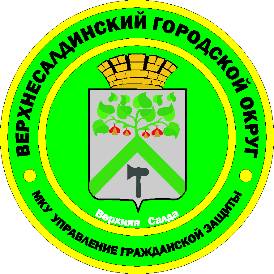 ВЕРХНЕСАЛДИНСКИЙ ГОРОДСКОЙ ОКРУГ
Верхняя Салда
МКУ УПРАВЛЕНИЕ ГРАЖДАНСКОЙ ЗАЩИТЫ